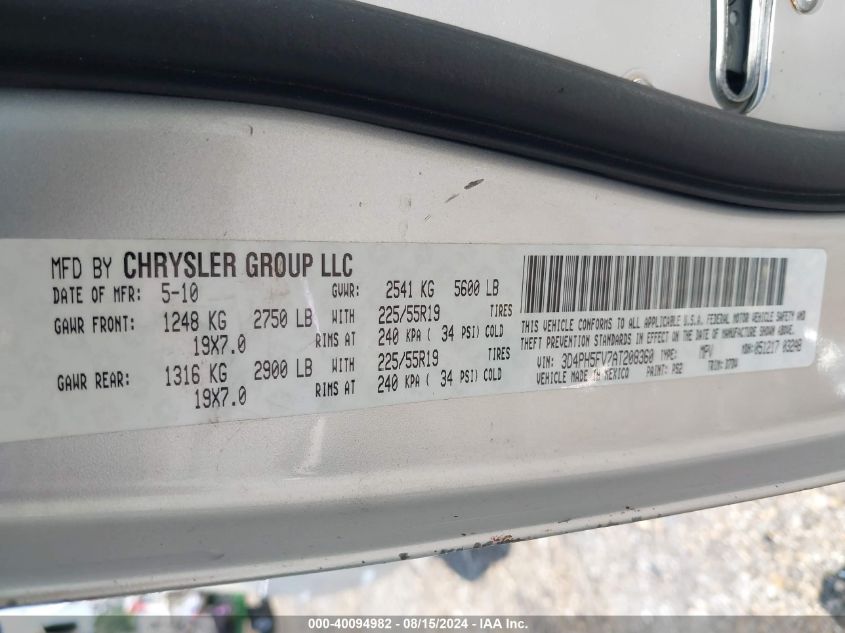 MFD BY CHRYSLER GROUP LLC
DATE OF MFR: 5-10 GVWR: 2541 KG 5600 LB
GAWR FRONT: 1248 KG 2750 LB WITH 225/55R19 TIRES
19X7.0 RIMS AT 240 KPA ( 34 PSI) COLD
GAWR REAR: 1316 KG 2900 LB WITH 225/55R19 TIRES
19X7.0 RIMS AT 240 KPA ( 34 PSI) COLD
THIS VEHICLE CONFORMS TO ALL APPLICABLE U.S.A. FEDERAL MOTOR VEHICLE SAFETY AND
THEFT PREVENTION STANDARDS IN EFFECT ON THE DATE OF MANUFACTURE SHOWN ABOVE.
VIN: 3D4PH5FV7AT208360 TYPE: MPV MDH: 051217 03298
VEHICLE MADE IN MEXICO PAINT: PS2 TRIM:
000-40094982 - 08/15/2024 - IAA Inc.